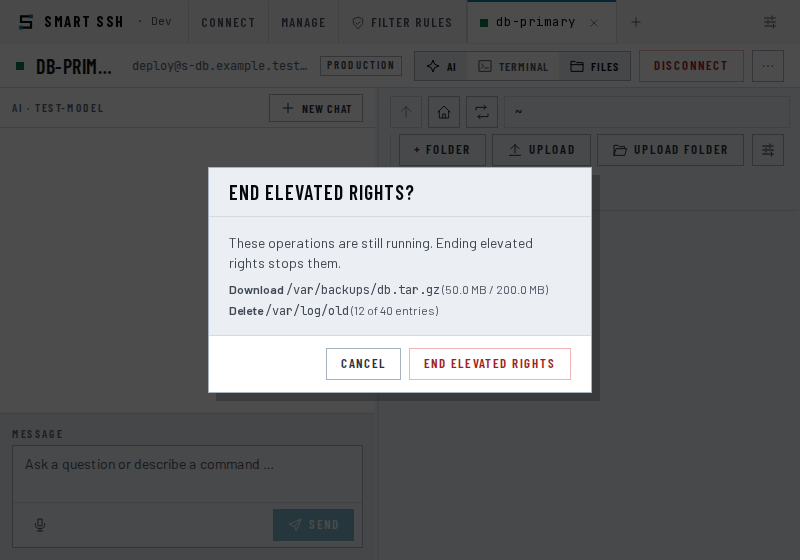 SMART SSH · Dev CONNECT MANAGE FILTER RULES db-primary × +
DB-PRIM... deploy@s-db.example.test… PRODUCTION AI TERMINAL FILES DISCONNECT ...
AI · TEST-MODEL + NEW CHAT ~
+ FOLDER UPLOAD UPLOAD FOLDER
END ELEVATED RIGHTS?
These operations are still running. Ending elevated
rights stops them.
Download /var/backups/db.tar.gz (50.0 MB / 200.0 MB)
Delete /var/log/old (12 of 40 entries)
CANCEL END ELEVATED RIGHTS
MESSAGE
Ask a question or describe a command ...
SEND